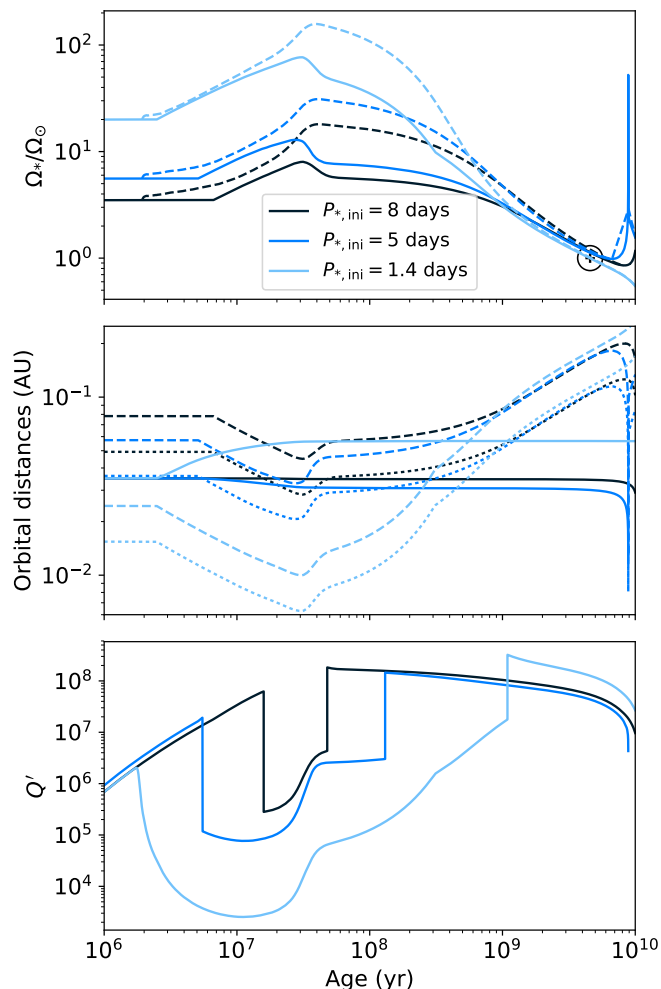 10²
10¹
10⁰
Ω*/Ω⊙
P*,ini = 8 days
P*,ini = 5 days
P*,ini = 1.4 days
10⁻¹
10⁻²
Orbital distances (AU)
10⁸
10⁷
10⁶
10⁵
10⁴
Q′
10⁶ 10⁷ 10⁸ 10⁹ 10¹⁰
Age (yr)